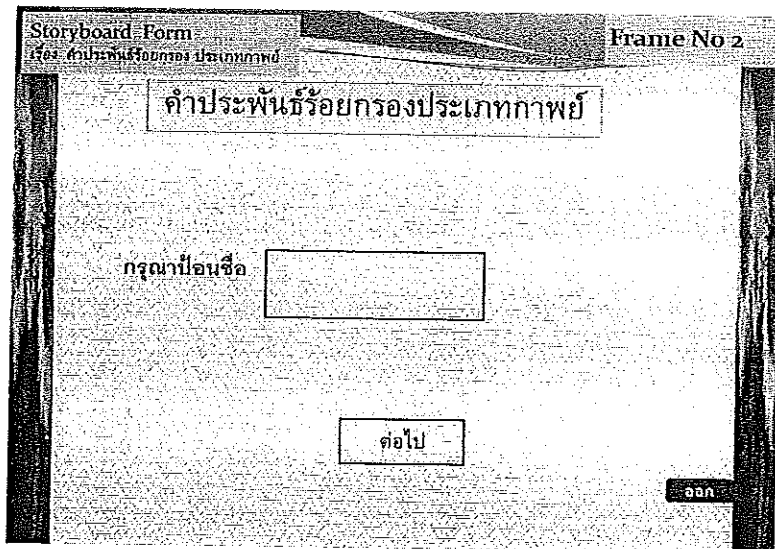 Storyboard Form
Frame No 2
เรื่อง คำประพันธ์ร้อยกรอง ประเภทกาพย์
คำประพันธ์ร้อยกรองประเภทกาพย์
กรุณาป้อนชื่อ
ต่อไป
ออก